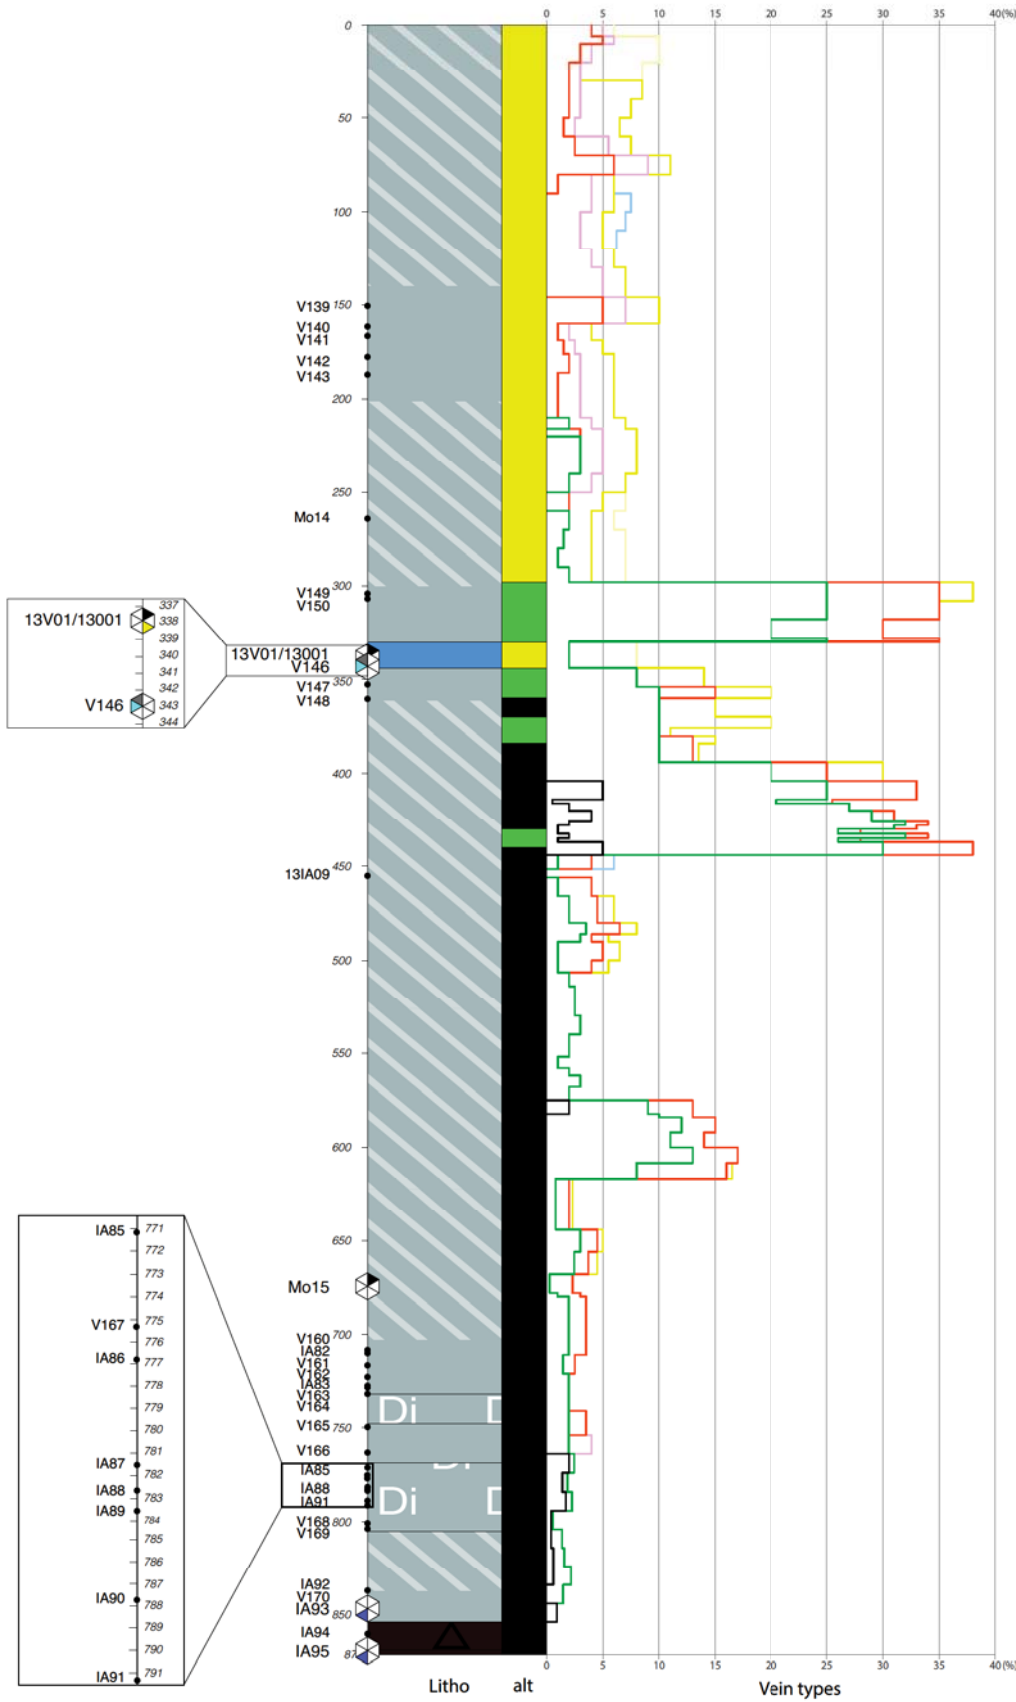 0 5 10 15 20 25 30 35 40(%)
0
50
100
V139
150
V140
V141
V142
V143
200
250
Mo14
300
V149
V150
13V01/13001
V146
350
V147
V148
337
13V01/13001
338
339
340
341
342
V146
343
344
400
450
13IA09
500
550
600
650
Mo15
700
V160
IA82
V161
V162
IA83
V163
V164
Di D
750
V165
V166
Di
IA85
IA88
Di D
IA91
800
V168
V169
IA92
V170
IA93
850
IA94
IA95
87
IA85
771
772
773
774
V167
775
776
IA86
777
778
779
780
781
IA87
782
IA88
783
IA89
784
785
786
787
IA90
788
789
790
IA91
791
0 5 10 15 20 25 30 35 40(%)
Litho alt Vein types